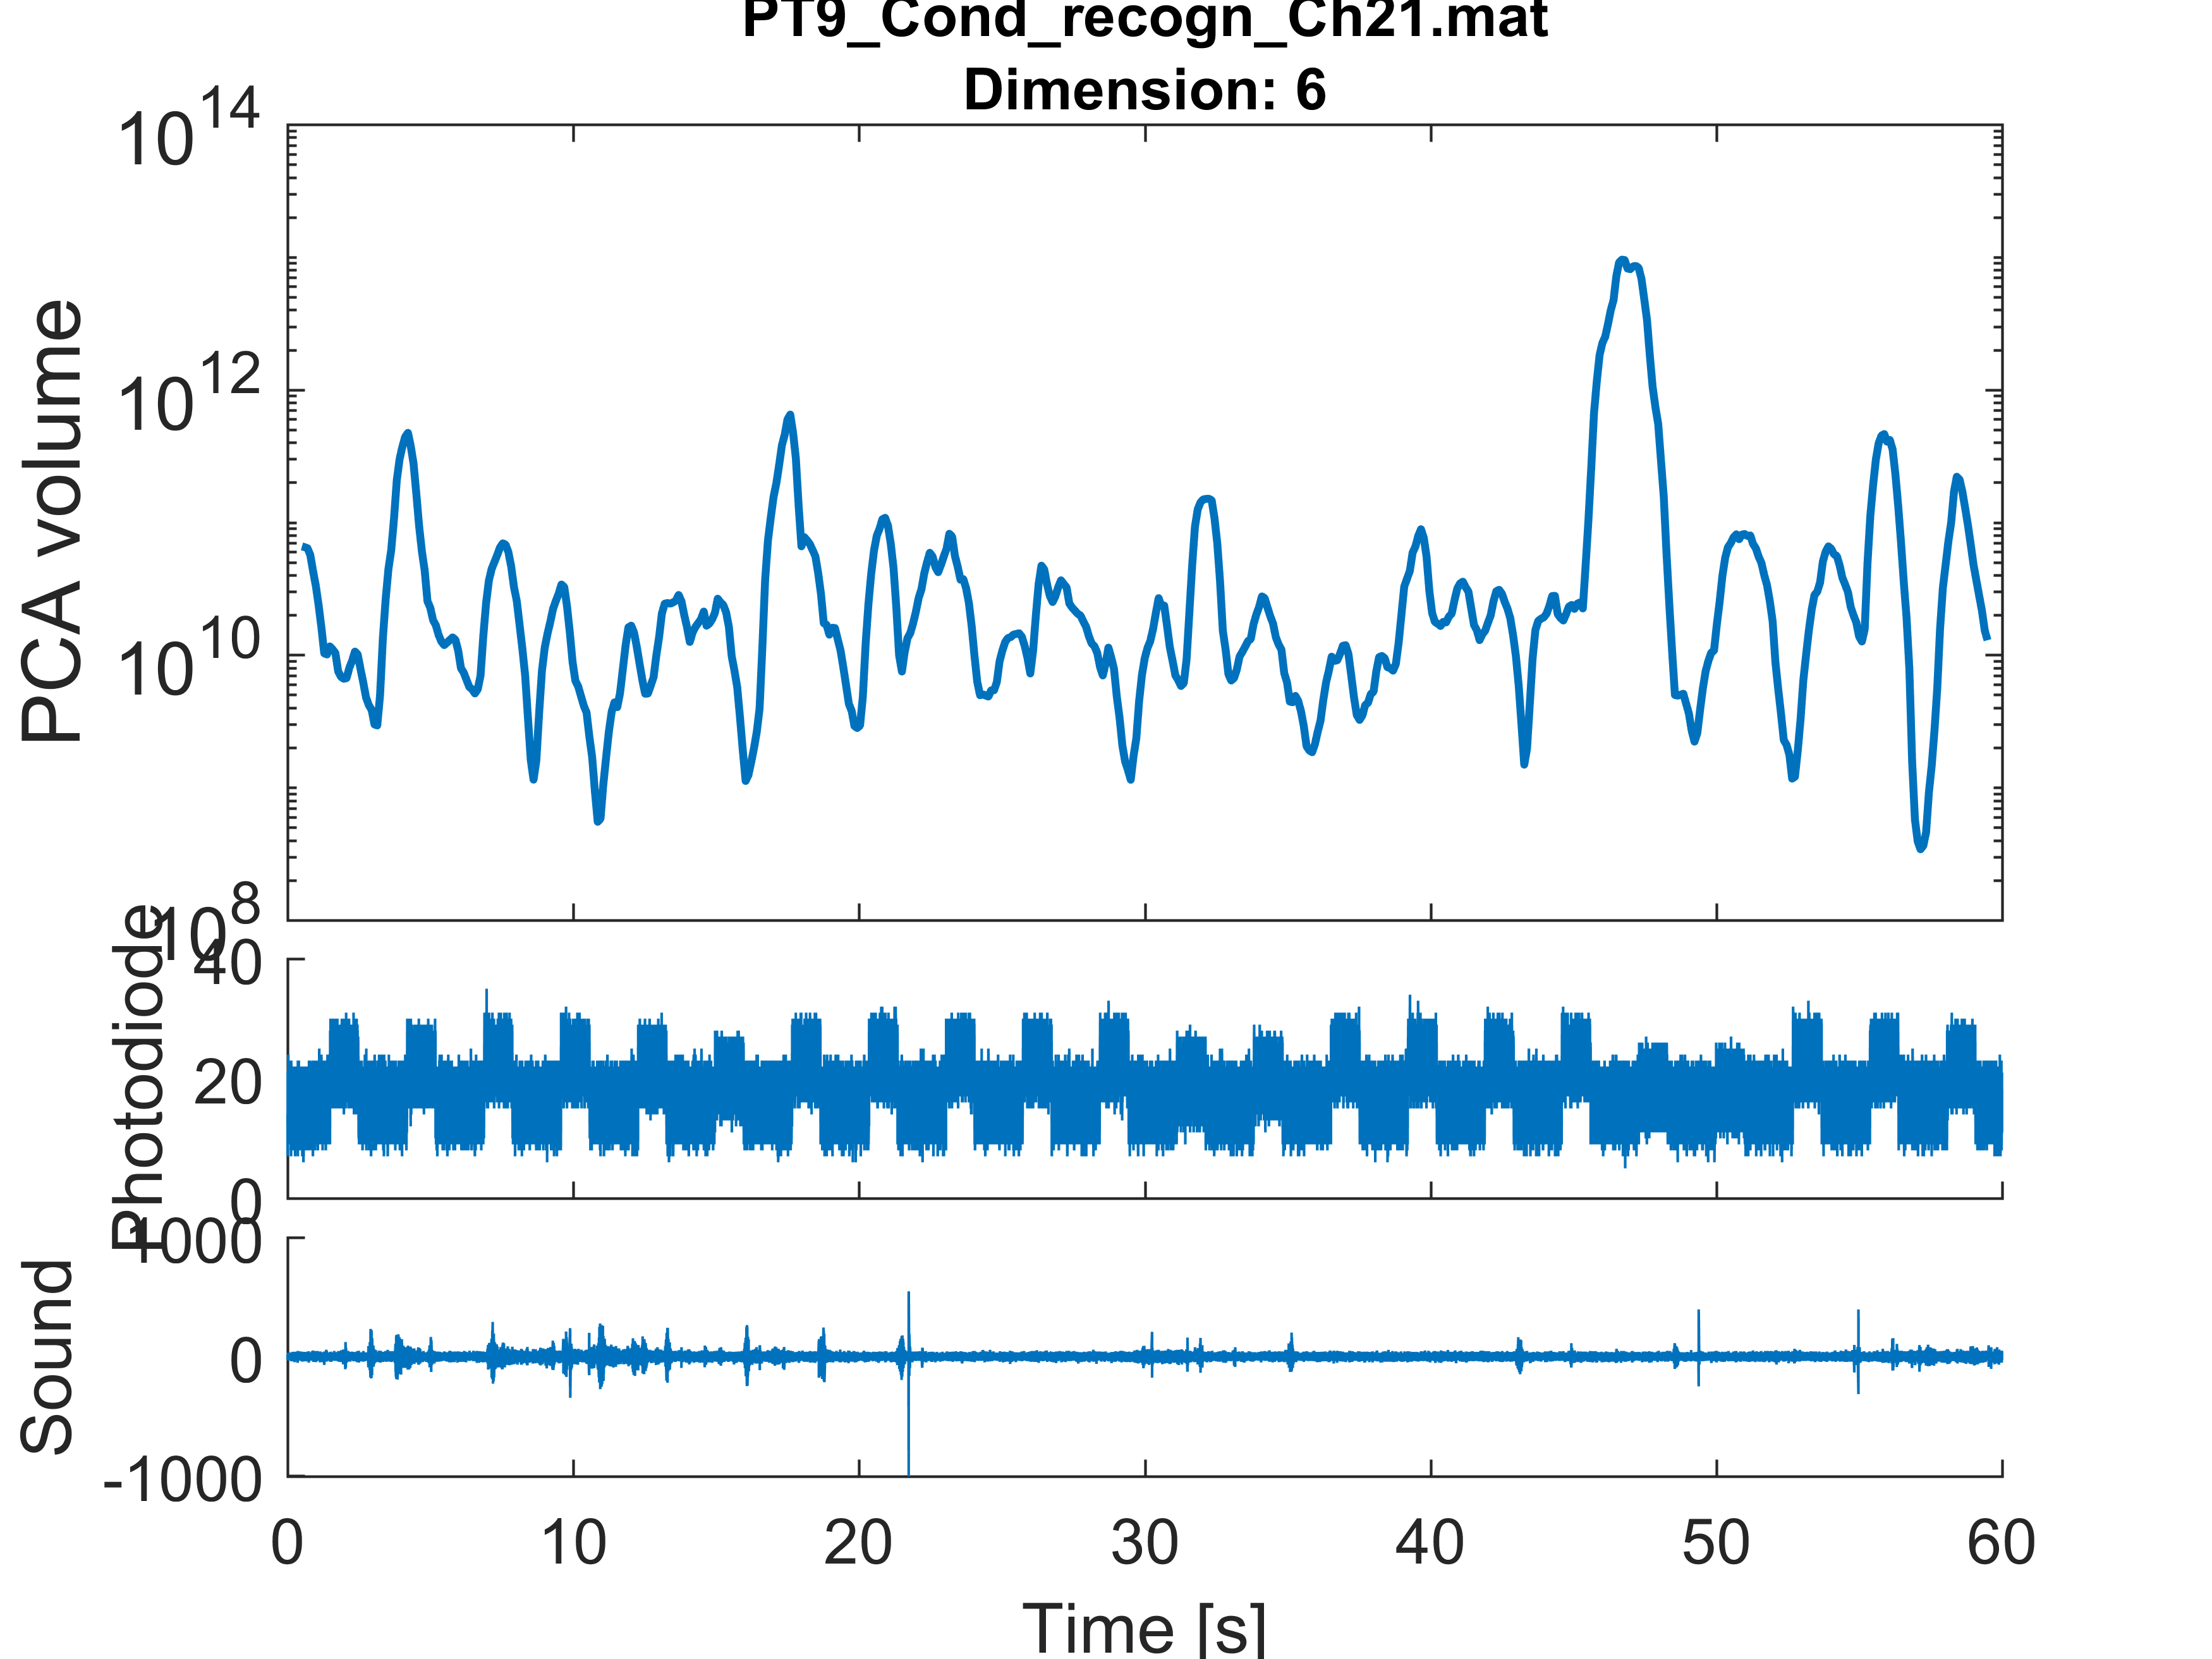 PT9_Cond_recogn_Ch21.mat
Dimension: 6
PCA volume
10^14
10^12
10^10
10^8
Photodiode
40
20
0
Sound
1000
0
-1000
0 10 20 30 40 50 60
Time [s]